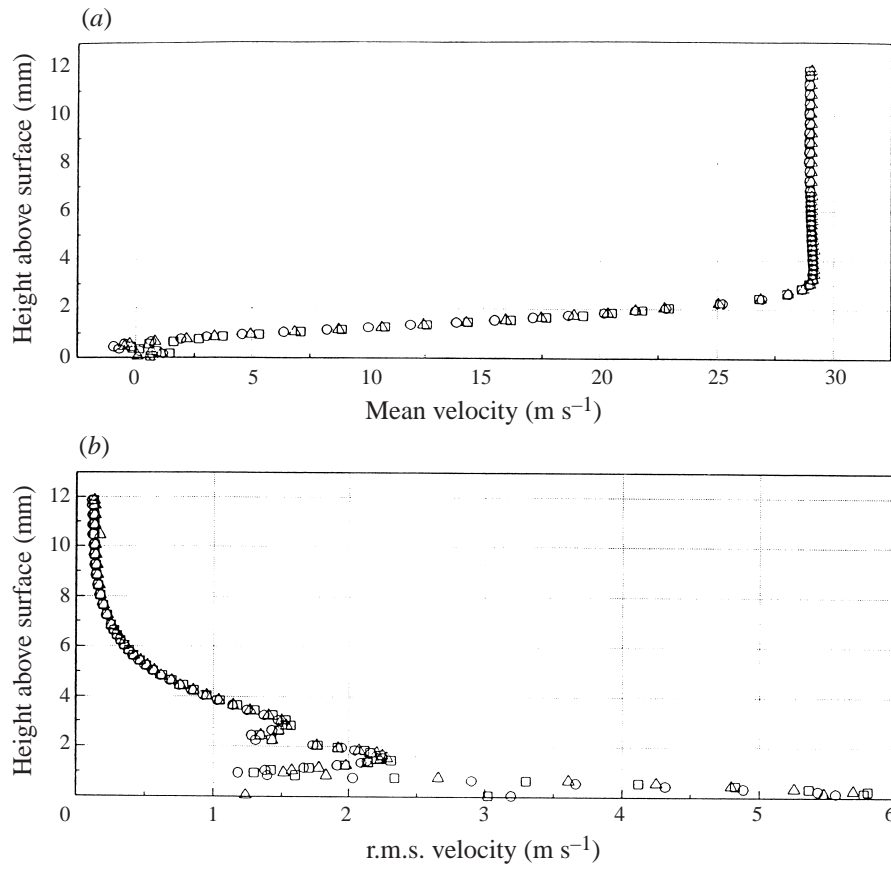 (a)
12
10
8
6
4
2
0
Height above surface (mm)
0 5 10 15 20 25 30
Mean velocity (m s⁻¹)
(b)
12
10
8
6
4
2
Height above surface (mm)
0 1 2 3 4 5 6
r.m.s. velocity (m s⁻¹)